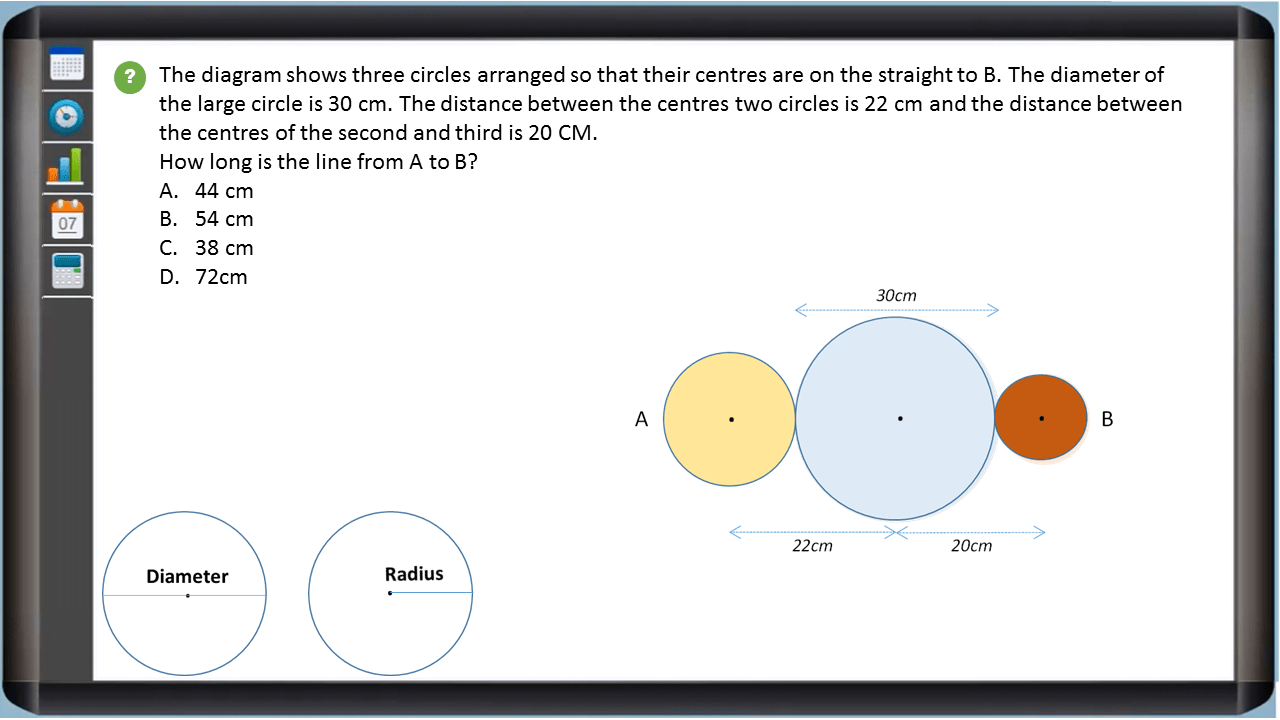 ?
The diagram shows three circles arranged so that their centres are on the straight to B. The diameter of
the large circle is 30 cm. The distance between the centres two circles is 22 cm and the distance between
the centres of the second and third is 20 CM.
How long is the line from A to B?
A. 44 cm
B. 54 cm
C. 38 cm
D. 72cm
07
30cm
A
B
22cm
20cm
Diameter
Radius